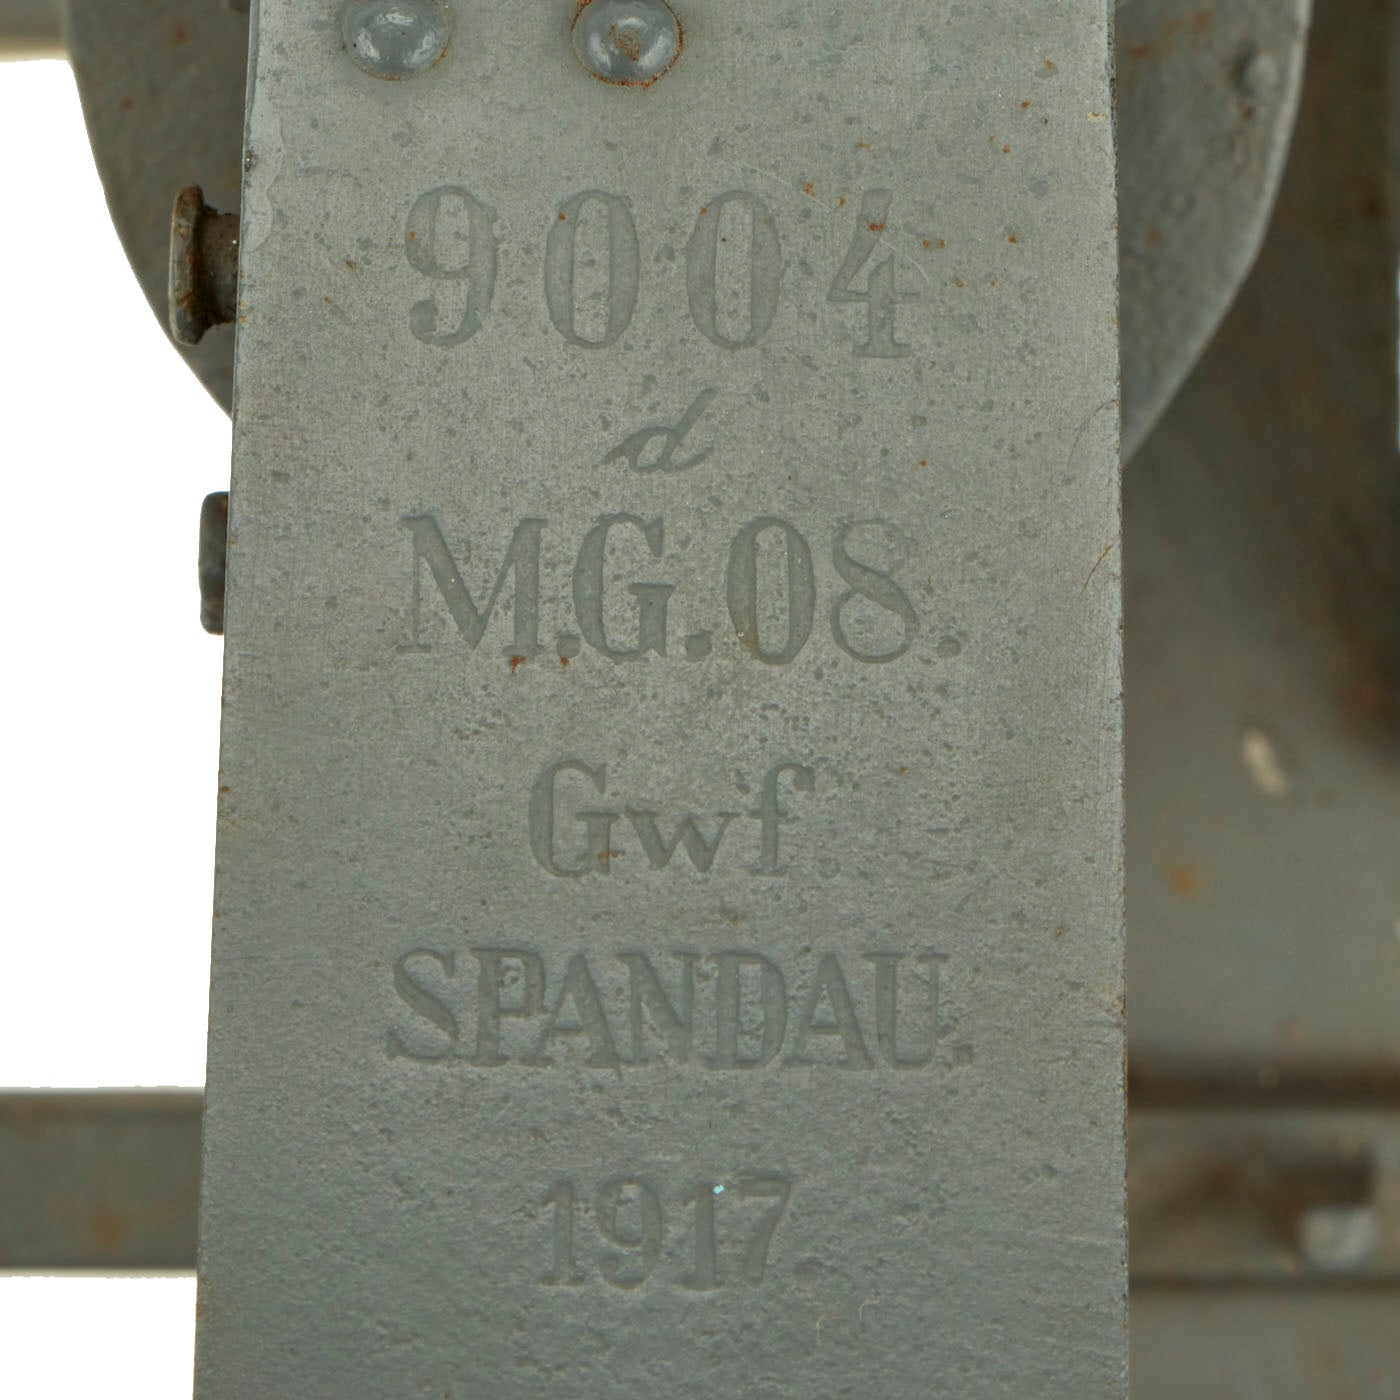 9004
d
M.G.08.
Gwf.
SPANDAU.
1917.